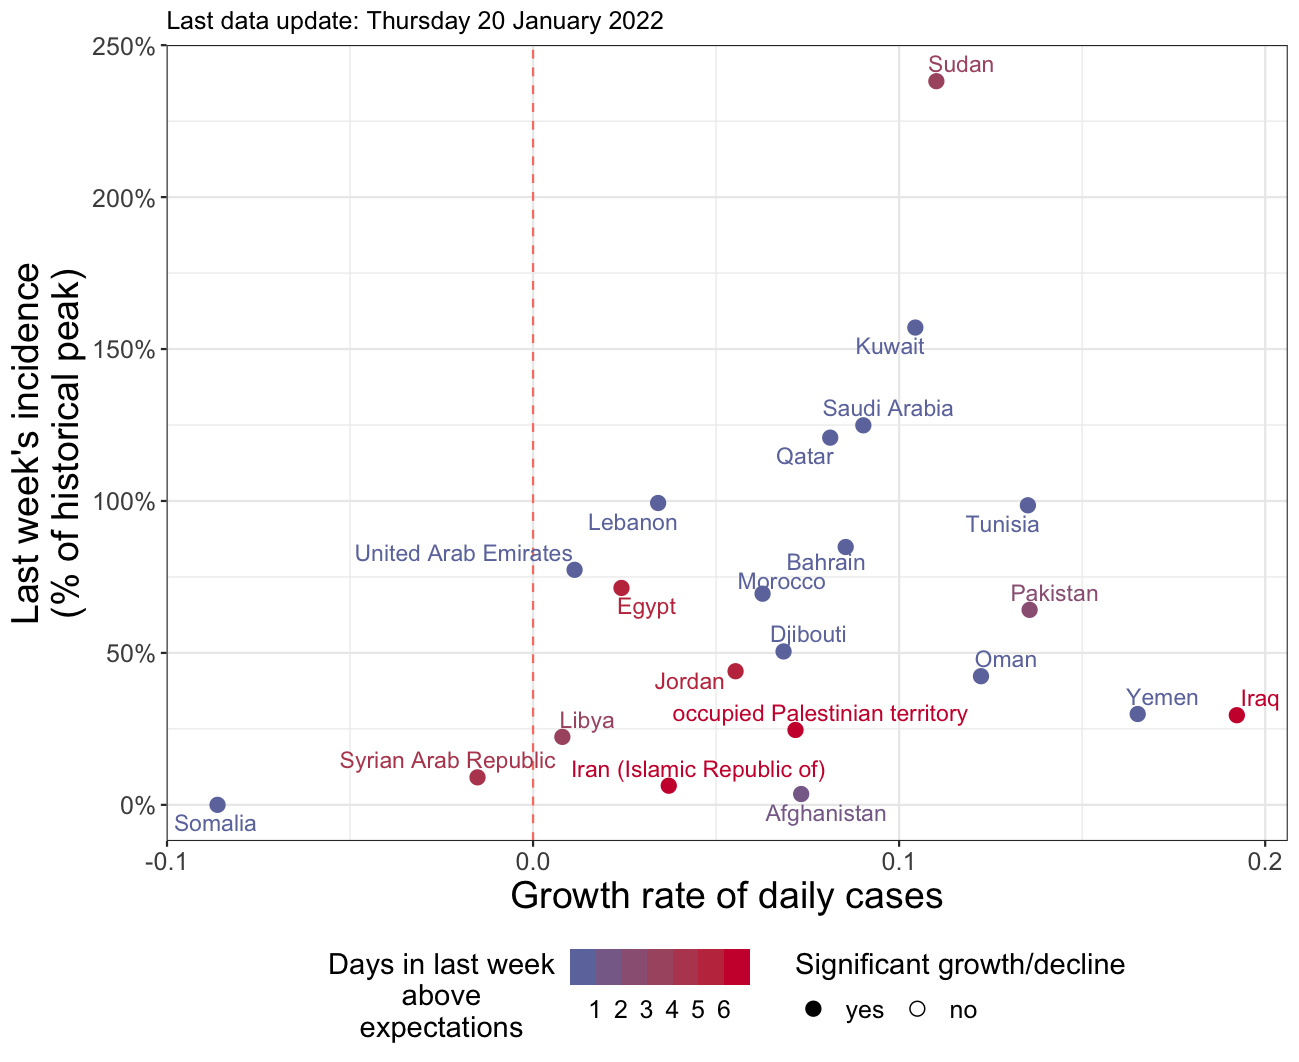 Last data update: Thursday 20 January 2022
Last week's incidence
(% of historical peak)
250%
200%
150%
100%
50%
0%
Sudan
Kuwait
Saudi Arabia
Qatar
Lebanon
Tunisia
United Arab Emirates
Bahrain
Morocco
Egypt
Pakistan
Djibouti
Oman
Jordan
Yemen
Iraq
occupied Palestinian territory
Libya
Syrian Arab Republic
Iran (Islamic Republic of)
Afghanistan
Somalia
-0.1 0.0 0.1 0.2
Growth rate of daily cases
Days in last week
above
expectations
1 2 3 4 5 6
Significant growth/decline
yes no